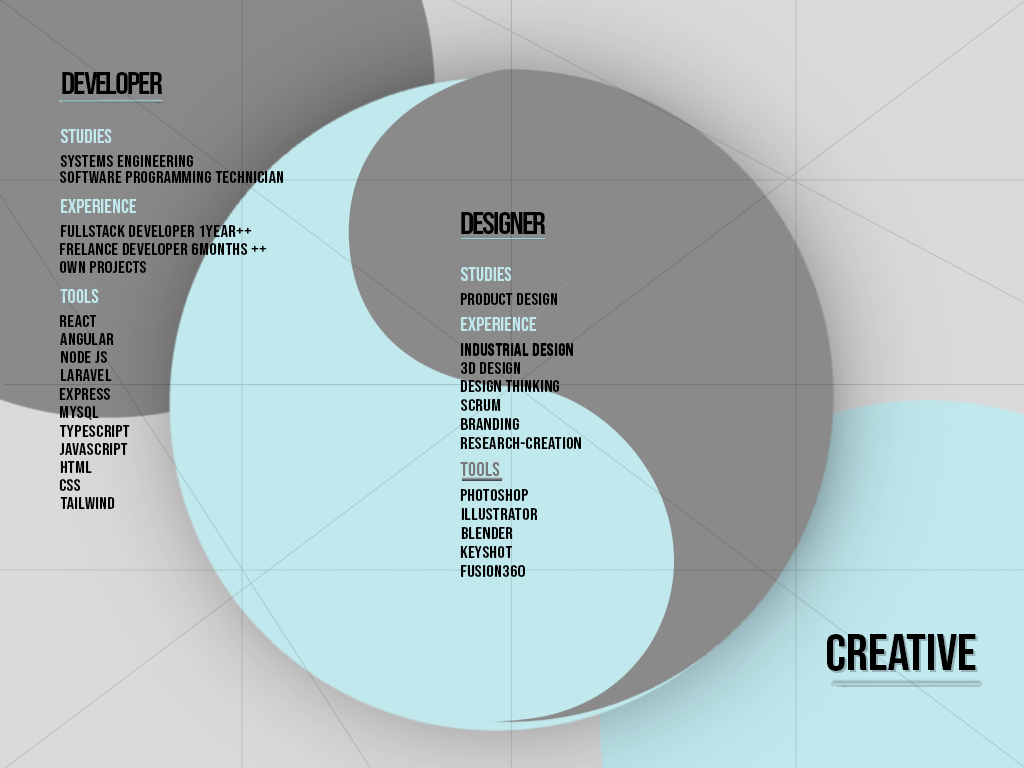 DEVELOPER
STUDIES
SYSTEMS ENGINEERING
SOFTWARE PROGRAMMING TECHNICIAN
EXPERIENCE
FULLSTACK DEVELOPER 1YEAR++
FRELANCE DEVELOPER 6MONTHS ++
OWN PROJECTS
TOOLS
REACT
ANGULAR
NODE JS
LARAVEL
EXPRESS
MYSQL
TYPESCRIPT
JAVASCRIPT
HTML
CSS
TAILWIND
DESIGNER
STUDIES
PRODUCT DESIGN
EXPERIENCE
INDUSTRIAL DESIGN
3D DESIGN
DESIGN THINKING
SCRUM
BRANDING
RESEARCH-CREATION
TOOLS
PHOTOSHOP
ILLUSTRATOR
BLENDER
KEYSHOT
FUSION360
CREATIVE